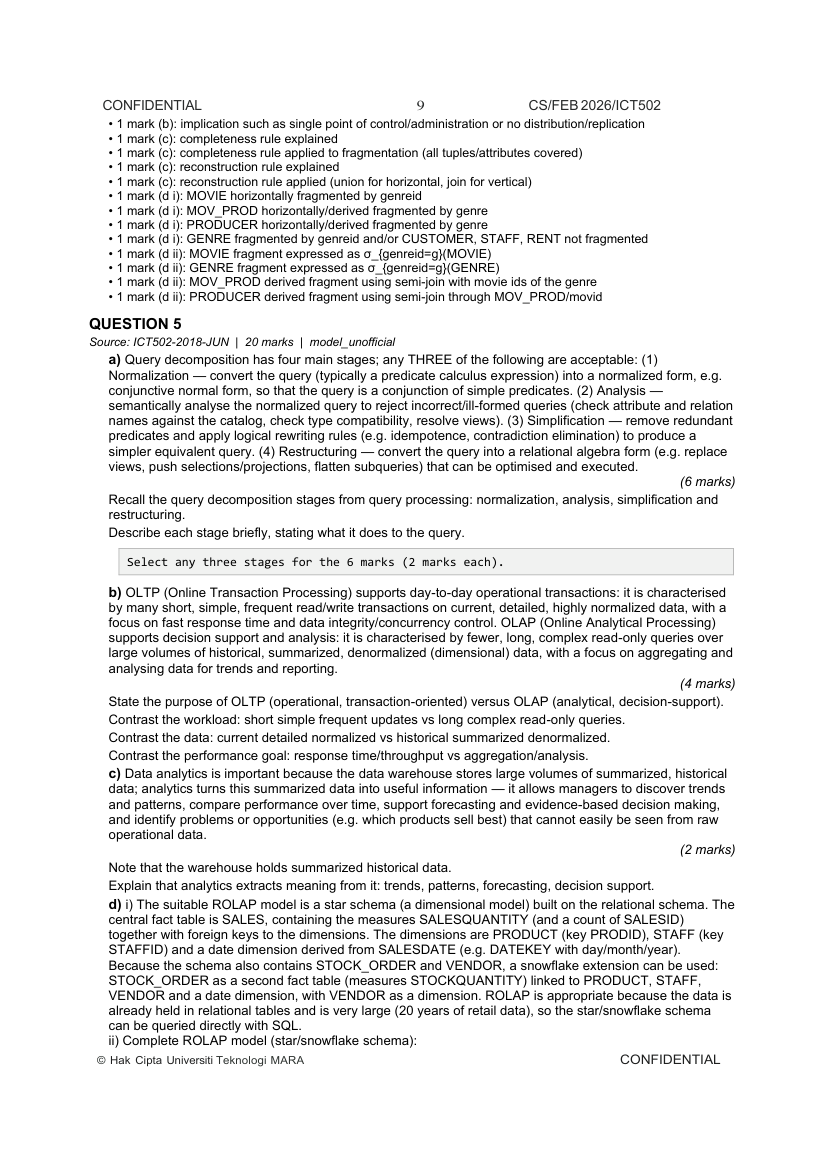 CONFIDENTIAL 9 CS/FEB 2026/ICT502
• 1 mark (b): implication such as single point of control/administration or no distribution/replication
• 1 mark (c): completeness rule explained
• 1 mark (c): completeness rule applied to fragmentation (all tuples/attributes covered)
• 1 mark (c): reconstruction rule explained
• 1 mark (c): reconstruction rule applied (union for horizontal, join for vertical)
• 1 mark (d i): MOVIE horizontally fragmented by genreid
• 1 mark (d i): MOV_PROD horizontally/derived fragmented by genre
• 1 mark (d i): PRODUCER horizontally/derived fragmented by genre
• 1 mark (d i): GENRE fragmented by genreid and/or CUSTOMER, STAFF, RENT not fragmented
• 1 mark (d ii): MOVIE fragment expressed as σ_{genreid=g}(MOVIE)
• 1 mark (d ii): GENRE fragment expressed as σ_{genreid=g}(GENRE)
• 1 mark (d ii): MOV_PROD derived fragment using semi-join with movie ids of the genre
• 1 mark (d ii): PRODUCER derived fragment using semi-join through MOV_PROD/movid
QUESTION 5
Source: ICT502-2018-JUN | 20 marks | model_unofficial
a) Query decomposition has four main stages; any THREE of the following are acceptable: (1)
Normalization — convert the query (typically a predicate calculus expression) into a normalized form, e.g.
conjunctive normal form, so that the query is a conjunction of simple predicates. (2) Analysis —
semantically analyse the normalized query to reject incorrect/ill-formed queries (check attribute and relation
names against the catalog, check type compatibility, resolve views). (3) Simplification — remove redundant
predicates and apply logical rewriting rules (e.g. idempotence, contradiction elimination) to produce a
simpler equivalent query. (4) Restructuring — convert the query into a relational algebra form (e.g. replace
views, push selections/projections, flatten subqueries) that can be optimised and executed.
(6 marks)
Recall the query decomposition stages from query processing: normalization, analysis, simplification and
restructuring.
Describe each stage briefly, stating what it does to the query.
Select any three stages for the 6 marks (2 marks each).
b) OLTP (Online Transaction Processing) supports day-to-day operational transactions: it is characterised
by many short, simple, frequent read/write transactions on current, detailed, highly normalized data, with a
focus on fast response time and data integrity/concurrency control. OLAP (Online Analytical Processing)
supports decision support and analysis: it is characterised by fewer, long, complex read-only queries over
large volumes of historical, summarized, denormalized (dimensional) data, with a focus on aggregating and
analysing data for trends and reporting.
(4 marks)
State the purpose of OLTP (operational, transaction-oriented) versus OLAP (analytical, decision-support).
Contrast the workload: short simple frequent updates vs long complex read-only queries.
Contrast the data: current detailed normalized vs historical summarized denormalized.
Contrast the performance goal: response time/throughput vs aggregation/analysis.
c) Data analytics is important because the data warehouse stores large volumes of summarized, historical
data; analytics turns this summarized data into useful information — it allows managers to discover trends
and patterns, compare performance over time, support forecasting and evidence-based decision making,
and identify problems or opportunities (e.g. which products sell best) that cannot easily be seen from raw
operational data.
(2 marks)
Note that the warehouse holds summarized historical data.
Explain that analytics extracts meaning from it: trends, patterns, forecasting, decision support.
d) i) The suitable ROLAP model is a star schema (a dimensional model) built on the relational schema. The
central fact table is SALES, containing the measures SALESQUANTITY (and a count of SALESID)
together with foreign keys to the dimensions. The dimensions are PRODUCT (key PRODID), STAFF (key
STAFFID) and a date dimension derived from SALESDATE (e.g. DATEKEY with day/month/year).
Because the schema also contains STOCK_ORDER and VENDOR, a snowflake extension can be used:
STOCK_ORDER as a second fact table (measures STOCKQUANTITY) linked to PRODUCT, STAFF,
VENDOR and a date dimension, with VENDOR as a dimension. ROLAP is appropriate because the data is
already held in relational tables and is very large (20 years of retail data), so the star/snowflake schema
can be queried directly with SQL.
ii) Complete ROLAP model (star/snowflake schema):
© Hak Cipta Universiti Teknologi MARA CONFIDENTIAL